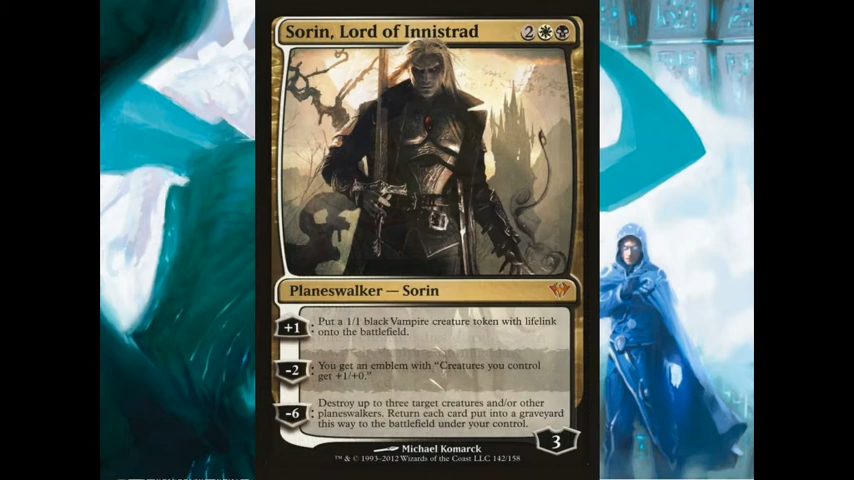 Sorin, Lord of Innistrad 2
Planeswalker — Sorin
+1: Put a 1/1 black Vampire creature token with lifelink
onto the battlefield.
-2: You get an emblem with “Creatures you control
get +1/+0.”
-6: Destroy up to three target creatures and/or other
planeswalkers. Return each card put into a graveyard
this way to the battlefield under your control.
3
Michael Komarck
™ & © 1993-2012 Wizards of the Coast LLC 142/158